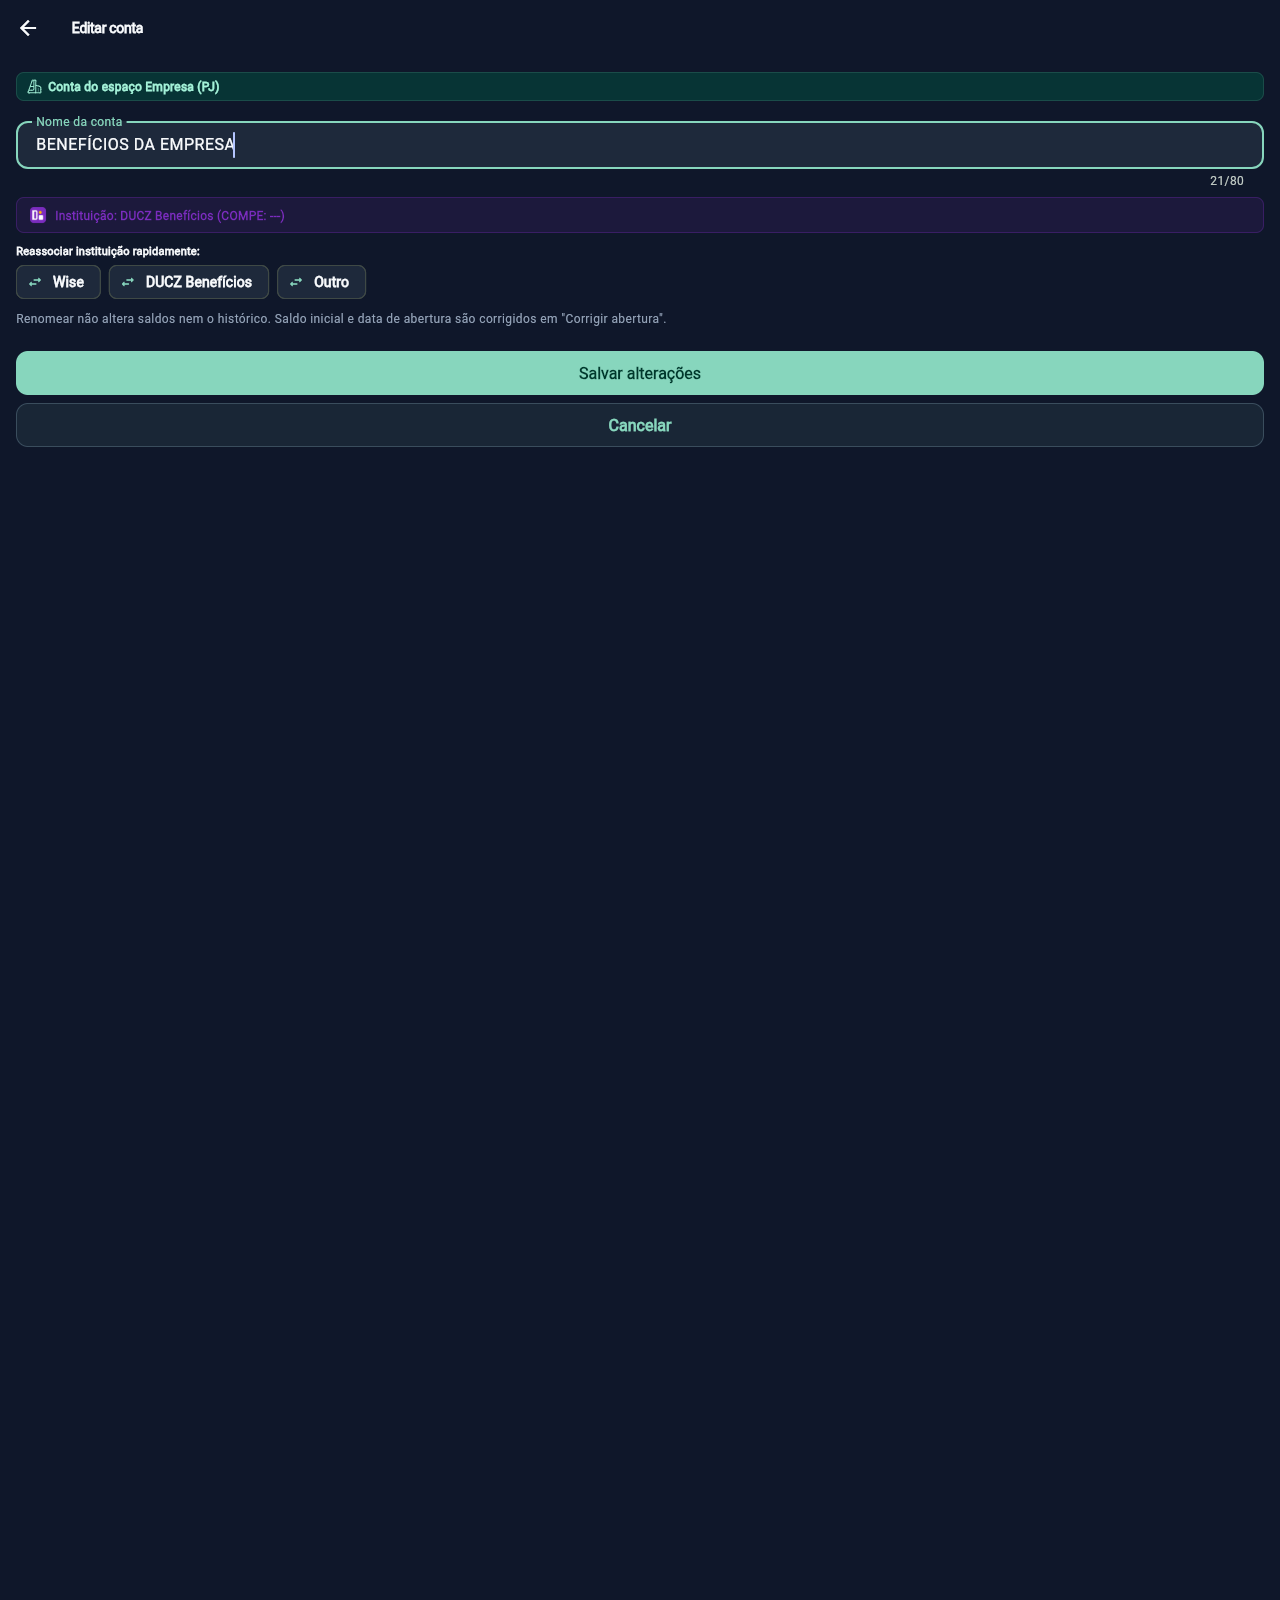 Editar conta
Conta do espaço Empresa (PJ)
Nome da conta
BENEFÍCIOS DA EMPRESA
21/80
Instituição: DUCZ Benefícios (COMPE: —)
Reassociar instituição rapidamente:
Wise
DUCZ Benefícios
Outro
Renomear não altera saldos nem o histórico. Saldo inicial e data de abertura são corrigidos em "Corrigir abertura".
Salvar alterações
Cancelar